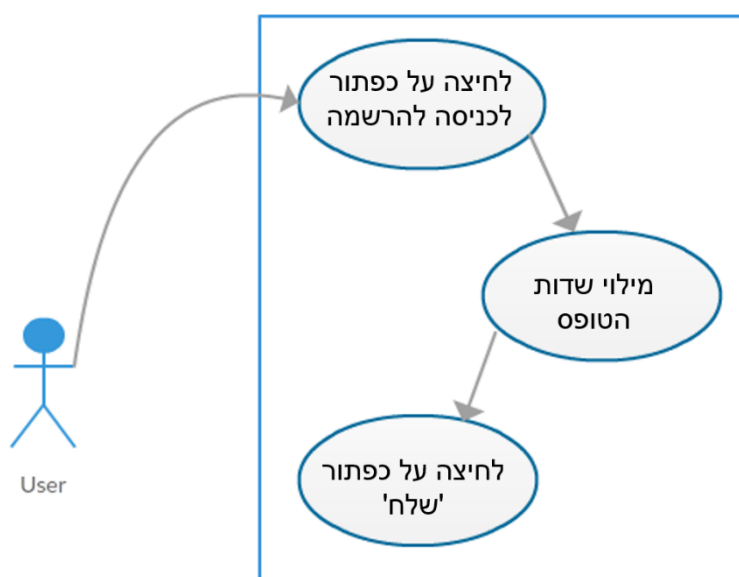 לחיצה על כפתור
לכניסה להרשמה
מילוי שדות
הטופס
לחיצה על כפתור
'שלח'
User